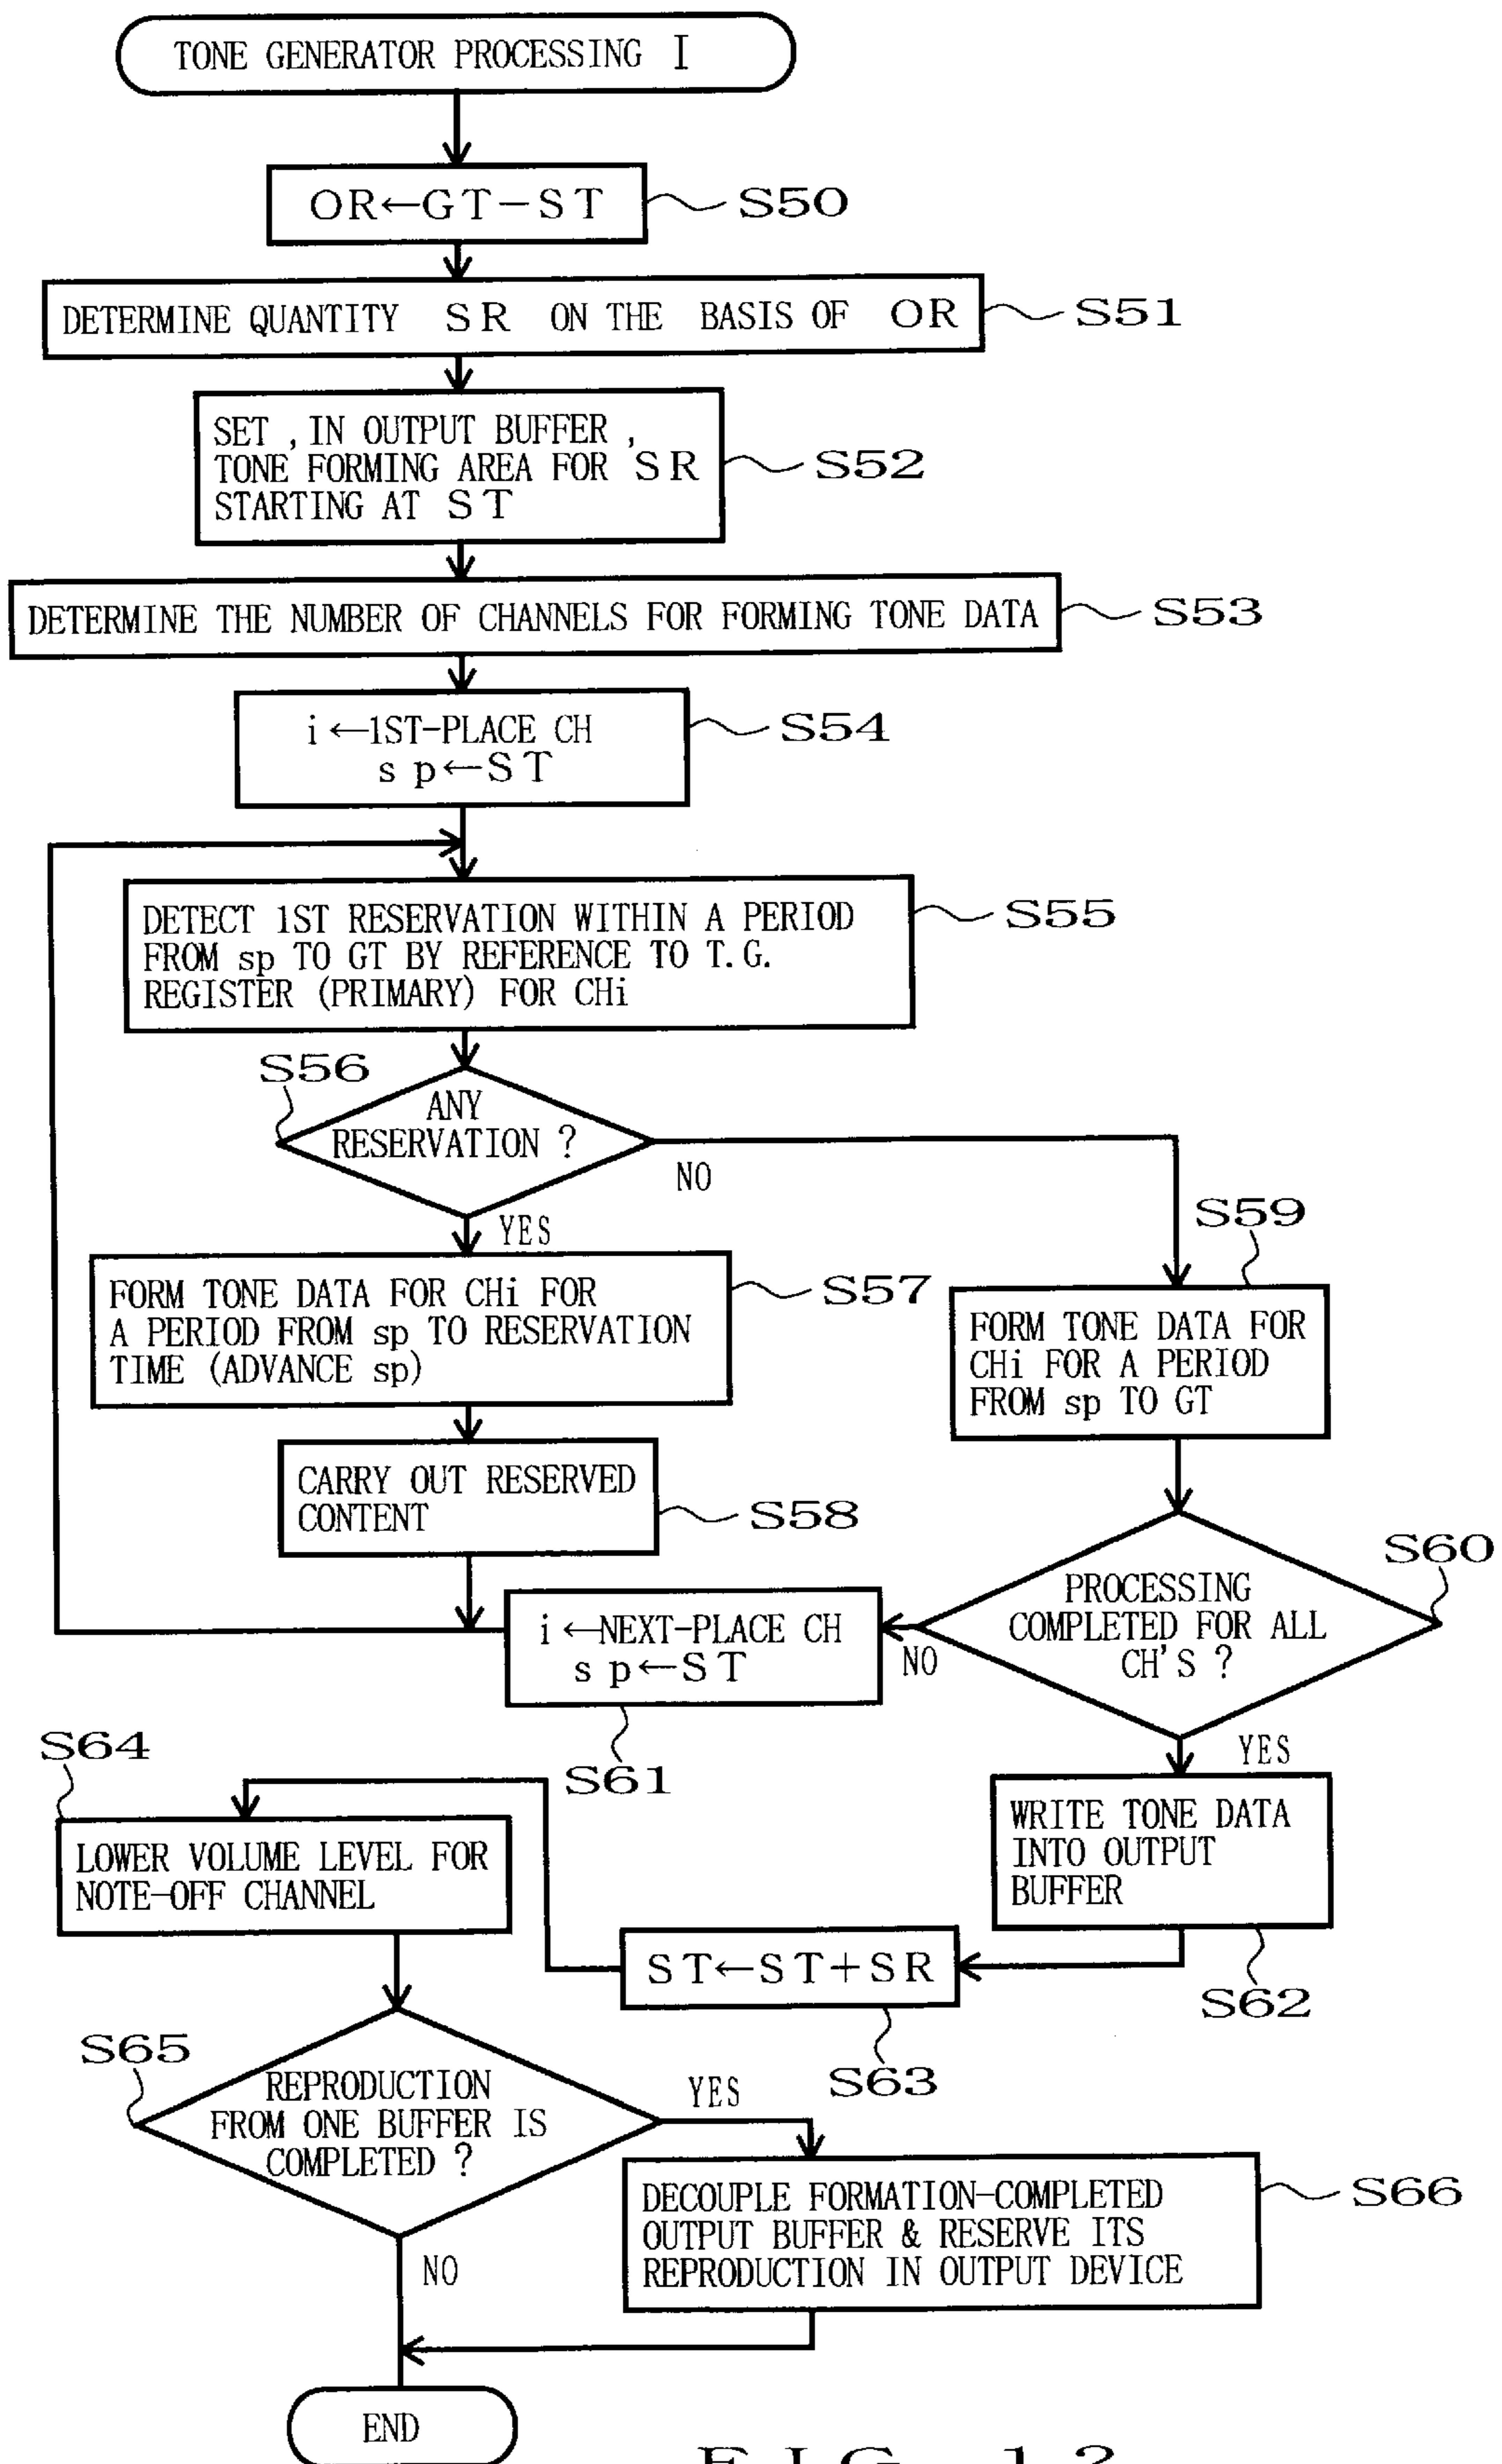 TONE GENERATOR PROCESSING I
OR←GT-ST
S50
DETERMINE QUANTITY SR ON THE BASIS OF OR
S51
SET , IN OUTPUT BUFFER ,
TONE FORMING AREA FOR SR
STARTING AT ST
S52
DETERMINE THE NUMBER OF CHANNELS FOR FORMING TONE DATA
S53
i ←1ST-PLACE CH
s p←ST
S54
DETECT 1ST RESERVATION WITHIN A PERIOD
FROM sp TO GT BY REFERENCE TO T.G.
REGISTER (PRIMARY) FOR CHi
S55
S56
ANY
RESERVATION ?
NO
YES
FORM TONE DATA FOR CHi FOR
A PERIOD FROM sp TO RESERVATION
TIME (ADVANCE sp)
S57
S59
FORM TONE DATA FOR
CHi FOR A PERIOD
FROM sp TO GT
CARRY OUT RESERVED
CONTENT
S58
S60
PROCESSING
COMPLETED FOR ALL
CH'S ?
NO
YES
i ←NEXT-PLACE CH
s p←ST
S61
WRITE TONE DATA
INTO OUTPUT
BUFFER
S62
ST←ST+SR
S63
S64
LOWER VOLUME LEVEL FOR
NOTE-OFF CHANNEL
S65
REPRODUCTION
FROM ONE BUFFER IS
COMPLETED ?
YES
NO
DECOUPLE FORMATION-COMPLETED
OUTPUT BUFFER & RESERVE ITS
REPRODUCTION IN OUTPUT DEVICE
S66
END